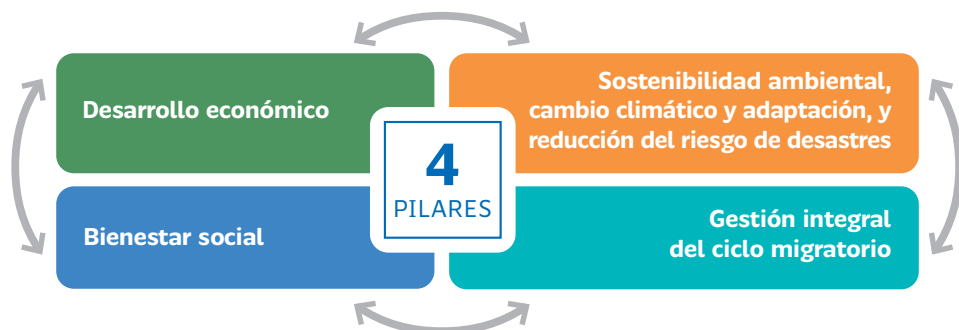 Desarrollo económico
Sostenibilidad ambiental,
cambio climático y adaptación, y
reducción del riesgo de desastres
4
PILARES
Bienestar social
Gestión integral
del ciclo migratorio